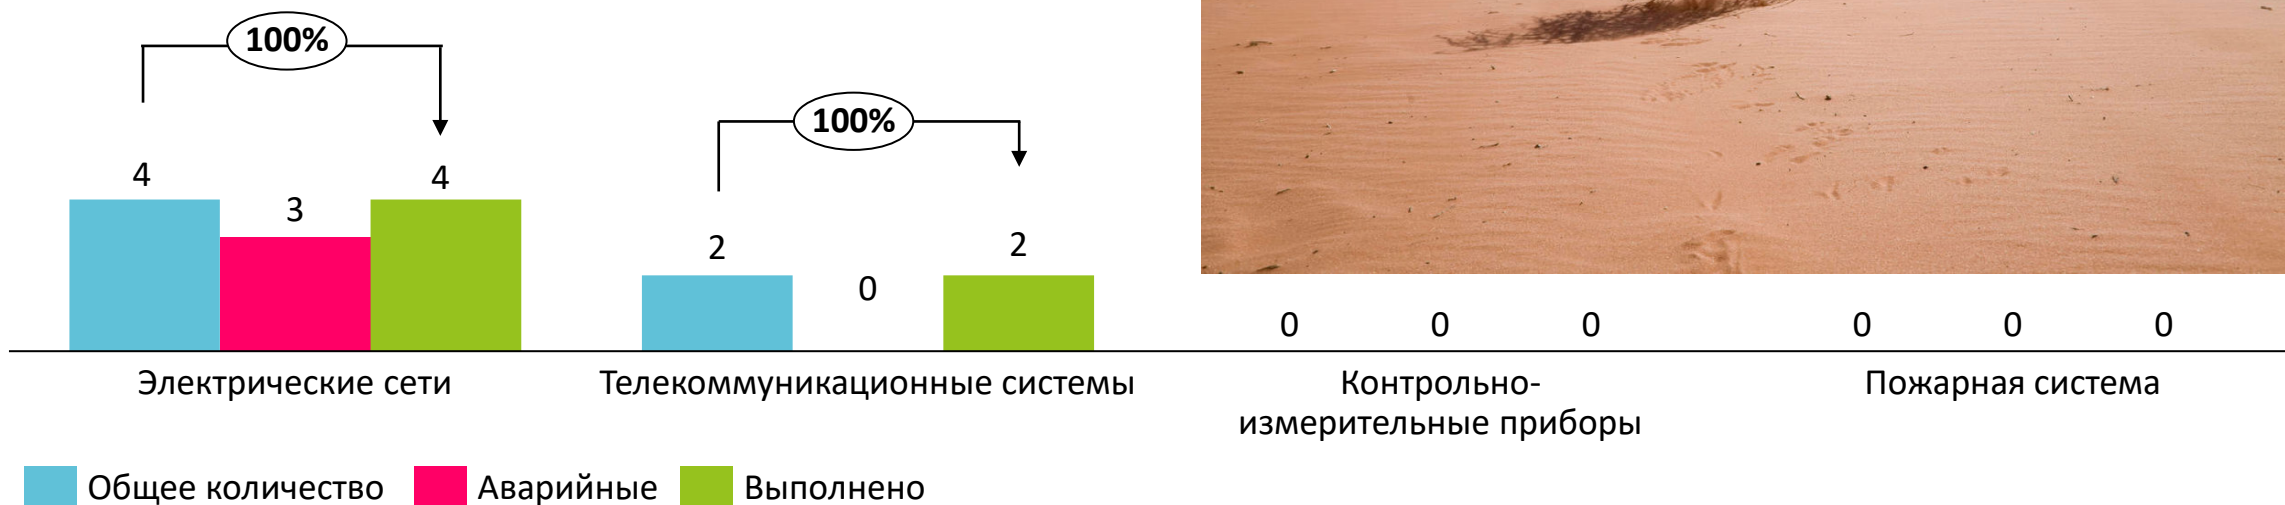 100%
100%
4
3
4
2
0
2
0
0
0
0
0
0
Электрические сети
Телекоммуникационные системы
Контрольно-
измерительные приборы
Пожарная система
Общее количество
Аварийные
Выполнено